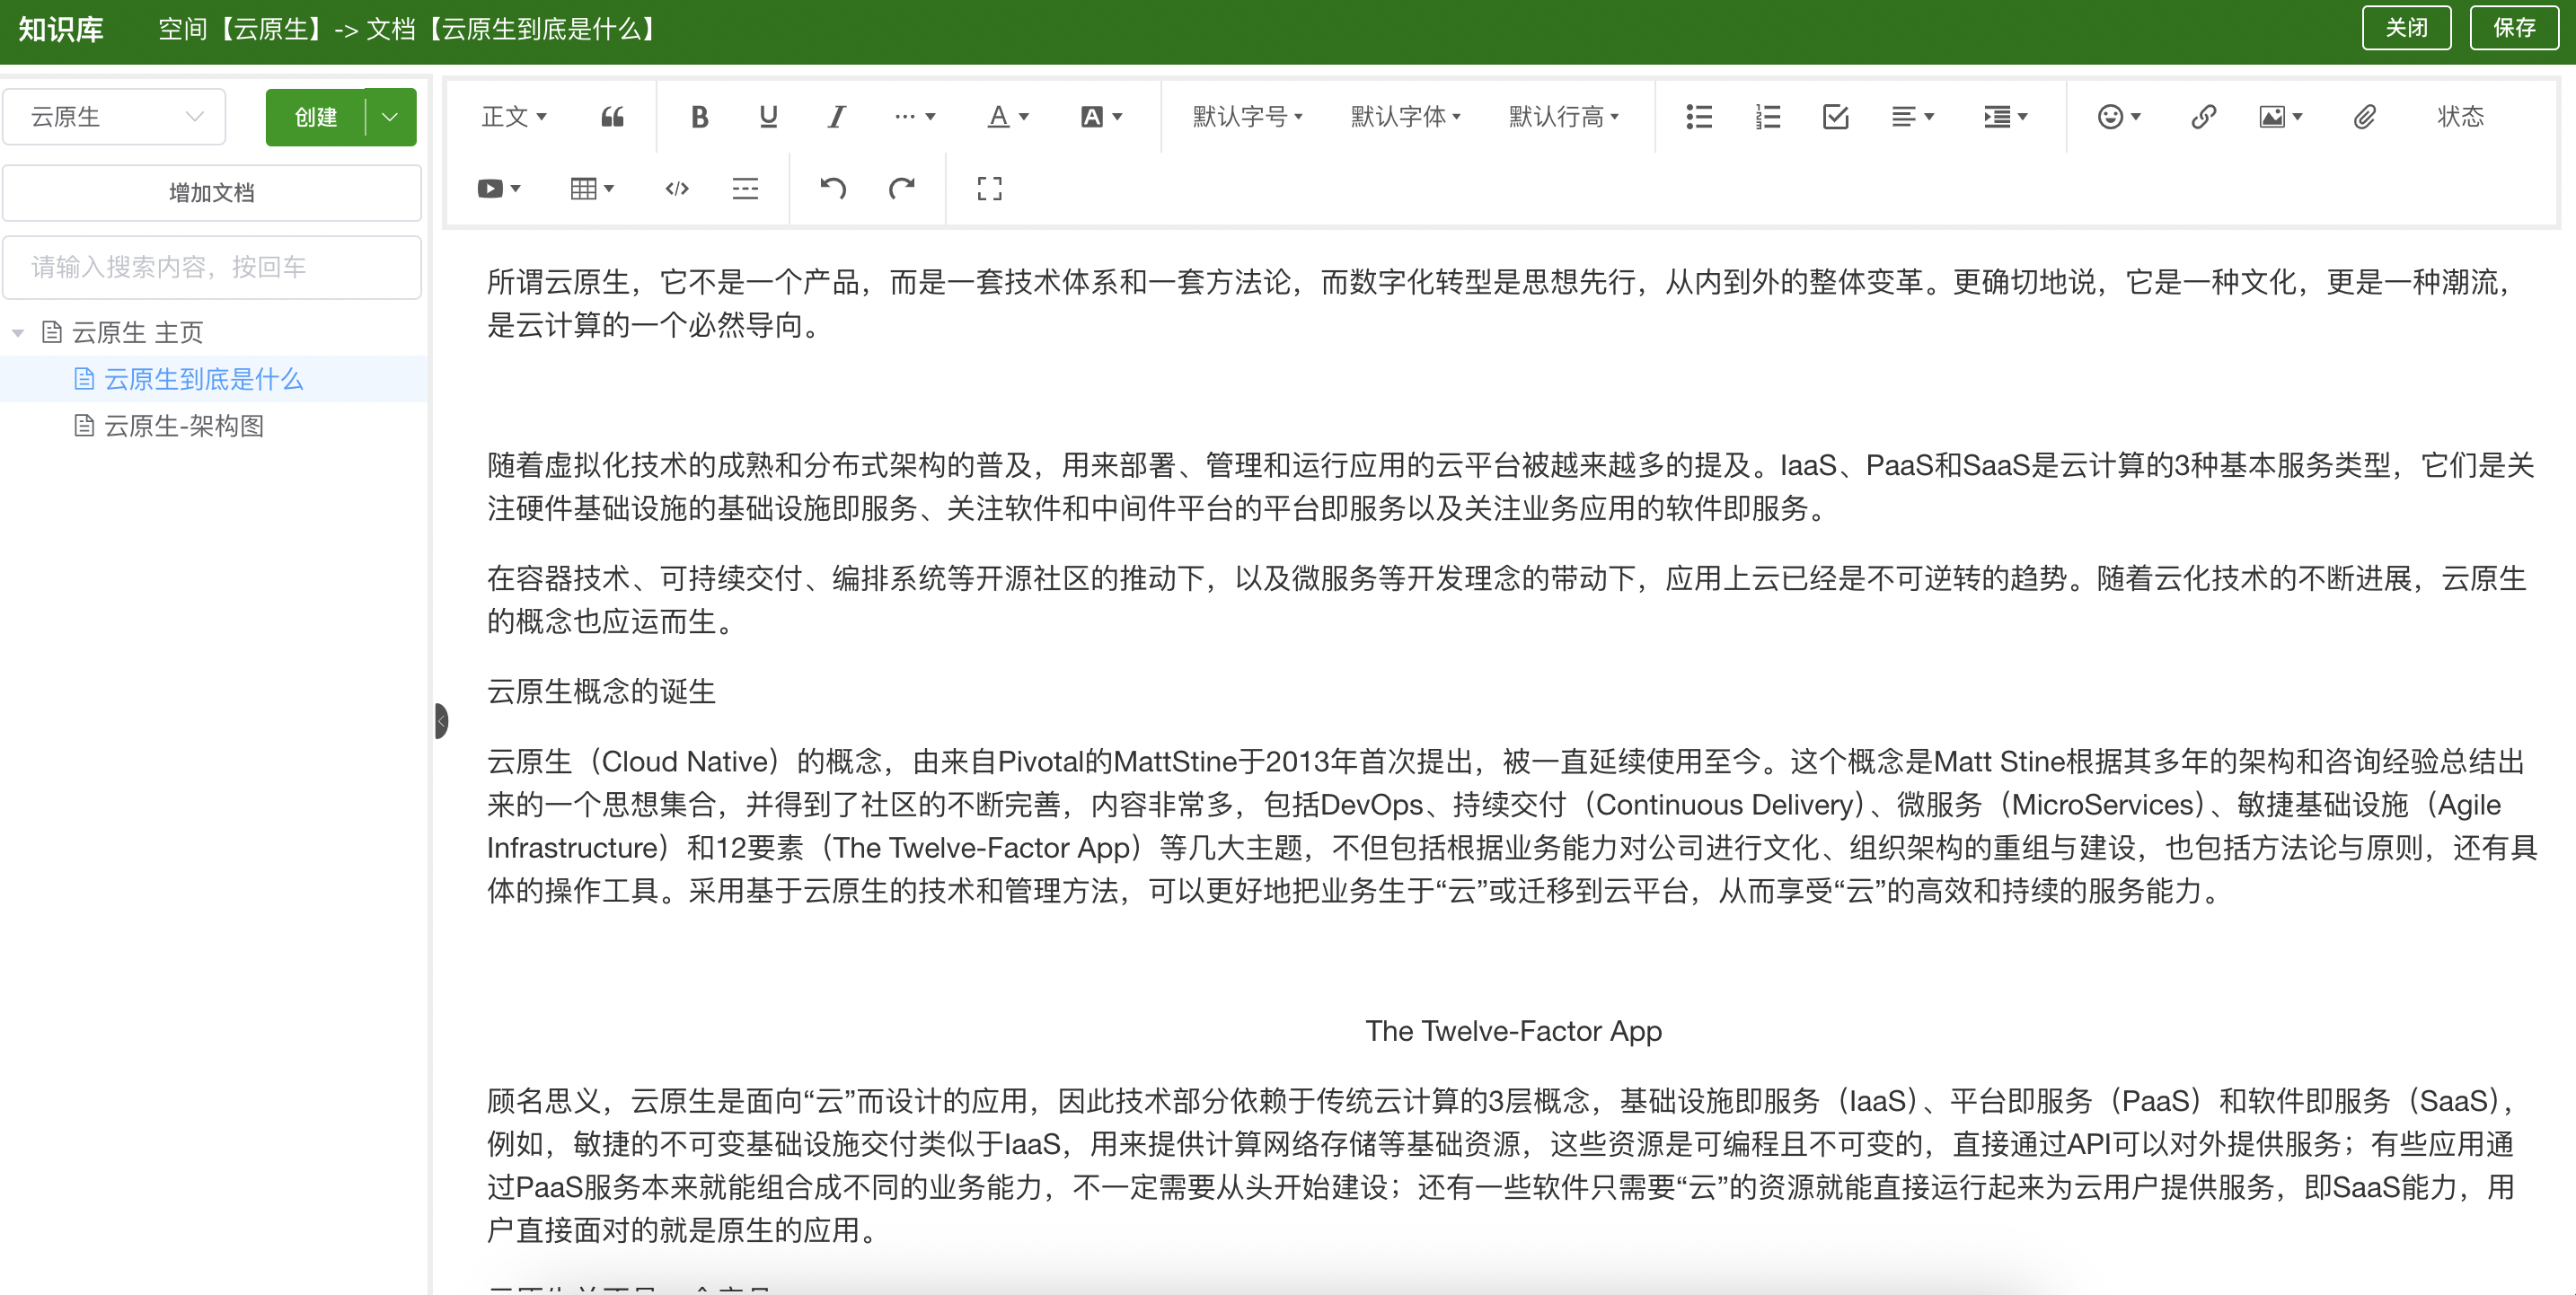 知识库
空间【云原生】-> 文档【云原生到底是什么】
关闭
保存
云原生
创建
增加文档
请输入搜索内容，按回车
云原生 主页
云原生到底是什么
云原生-架构图
正文
默认字号
默认字体
默认行高
状态
所谓云原生，它不是一个产品，而是一套技术体系和一套方法论，而数字化转型是思想先行，从内到外的整体变革。更确切地说，它是一种文化，更是一种潮流，
是云计算的一个必然导向。
随着虚拟化技术的成熟和分布式架构的普及，用来部署、管理和运行应用的云平台被越来越多的提及。IaaS、PaaS和SaaS是云计算的3种基本服务类型，它们是关
注硬件基础设施的基础设施即服务、关注软件和中间件平台的平台即服务以及关注业务应用的软件即服务。
在容器技术、可持续交付、编排系统等开源社区的推动下，以及微服务等开发理念的带动下，应用上云已经是不可逆转的趋势。随着云化技术的不断进展，云原生
的概念也应运而生。
云原生概念的诞生
云原生（Cloud Native）的概念，由来自Pivotal的MattStine于2013年首次提出，被一直延续使用至今。这个概念是Matt Stine根据其多年的架构和咨询经验总结出
来的一个思想集合，并得到了社区的不断完善，内容非常多，包括DevOps、持续交付（Continuous Delivery）、微服务（MicroServices）、敏捷基础设施（Agile
Infrastructure）和12要素（The Twelve-Factor App）等几大主题，不但包括根据业务能力对公司进行文化、组织架构的重组与建设，也包括方法论与原则，还有具
体的操作工具。采用基于云原生的技术和管理方法，可以更好地把业务生于“云”或迁移到云平台，从而享受“云”的高效和持续的服务能力。
The Twelve-Factor App
顾名思义，云原生是面向“云”而设计的应用，因此技术部分依赖于传统云计算的3层概念，基础设施即服务（IaaS）、平台即服务（PaaS）和软件即服务（SaaS），
例如，敏捷的不可变基础设施交付类似于IaaS，用来提供计算网络存储等基础资源，这些资源是可编程且不可变的，直接通过API可以对外提供服务；有些应用通
过PaaS服务本来就能组合成不同的业务能力，不一定需要从头开始建设；还有一些软件只需要“云”的资源就能直接运行起来为云用户提供服务，即SaaS能力，用
户直接面对的就是原生的应用。